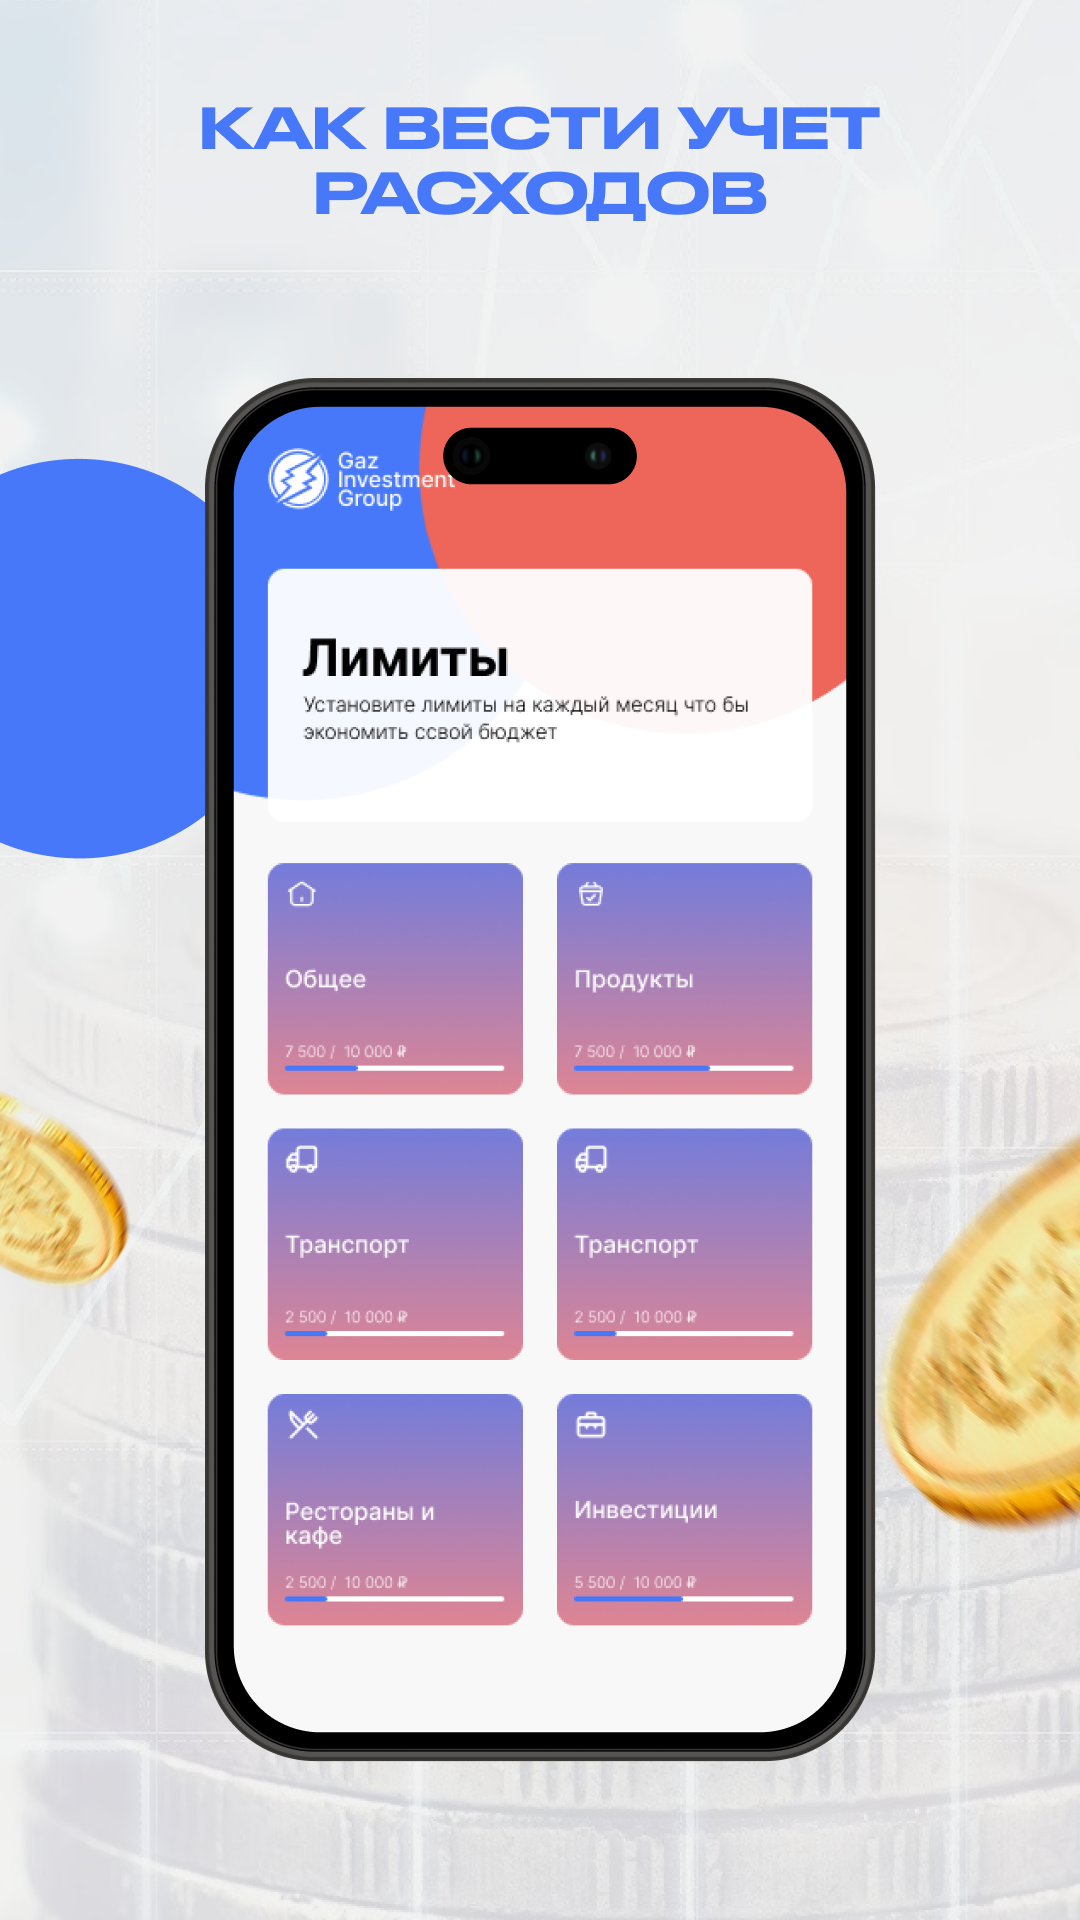 КАК ВЕСТИ УЧЕТ
РАСХОДОВ
Gaz
Investment
Group
Лимиты
Установите лимиты на каждый месяц что бы
экономить ссвой бюджет
Общее
7 500 / 10 000 ₽
Продукты
7 500 / 10 000 ₽
Транспорт
2 500 / 10 000 ₽
Транспорт
2 500 / 10 000 ₽
Рестораны и
кафе
2 500 / 10 000 ₽
Инвестиции
5 500 / 10 000 ₽